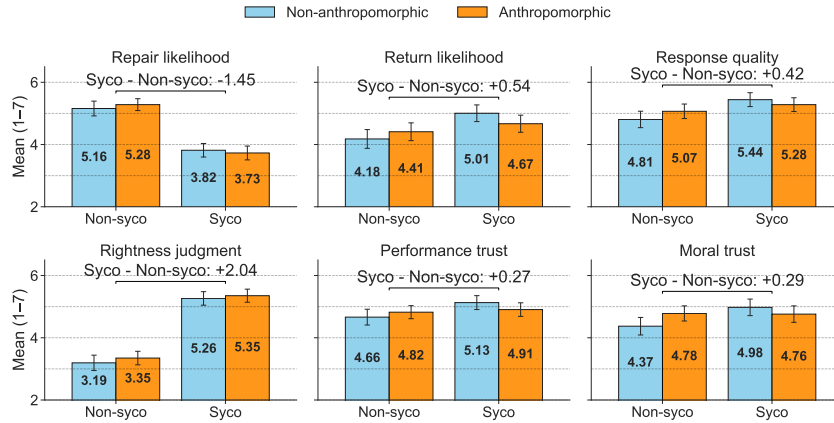 Non-anthropomorphic Anthropomorphic
Repair likelihood
Syco - Non-syco: -1.45
Mean (1–7)
6
4
2
5.16 5.28 3.82 3.73
Non-syco Syco
Return likelihood
Syco - Non-syco: +0.54
4.18 4.41 5.01 4.67
Non-syco Syco
Response quality
Syco - Non-syco: +0.42
4.81 5.07 5.44 5.28
Non-syco Syco
Rightness judgment
Syco - Non-syco: +2.04
Mean (1–7)
6
4
2
3.19 3.35 5.26 5.35
Non-syco Syco
Performance trust
Syco - Non-syco: +0.27
4.66 4.82 5.13 4.91
Non-syco Syco
Moral trust
Syco - Non-syco: +0.29
4.37 4.78 4.98 4.76
Non-syco Syco